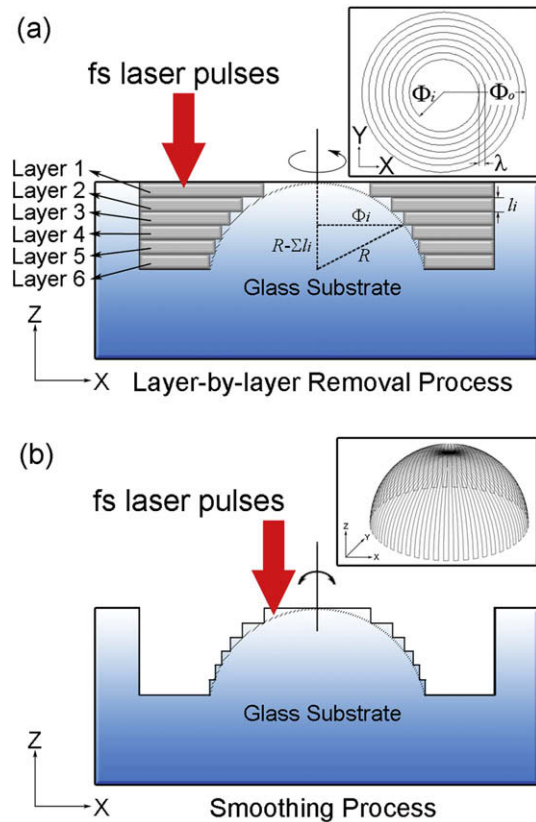 (a)
fs laser pulses
Φi
Φo
Y
X
λ
Layer 1
Layer 2
Layer 3
Layer 4
Layer 5
Layer 6
li
Φi
R-Σli
R
Glass Substrate
Z
X
Layer-by-layer Removal Process
(b)
fs laser pulses
Z
Y
X
Glass Substrate
Z
X
Smoothing Process